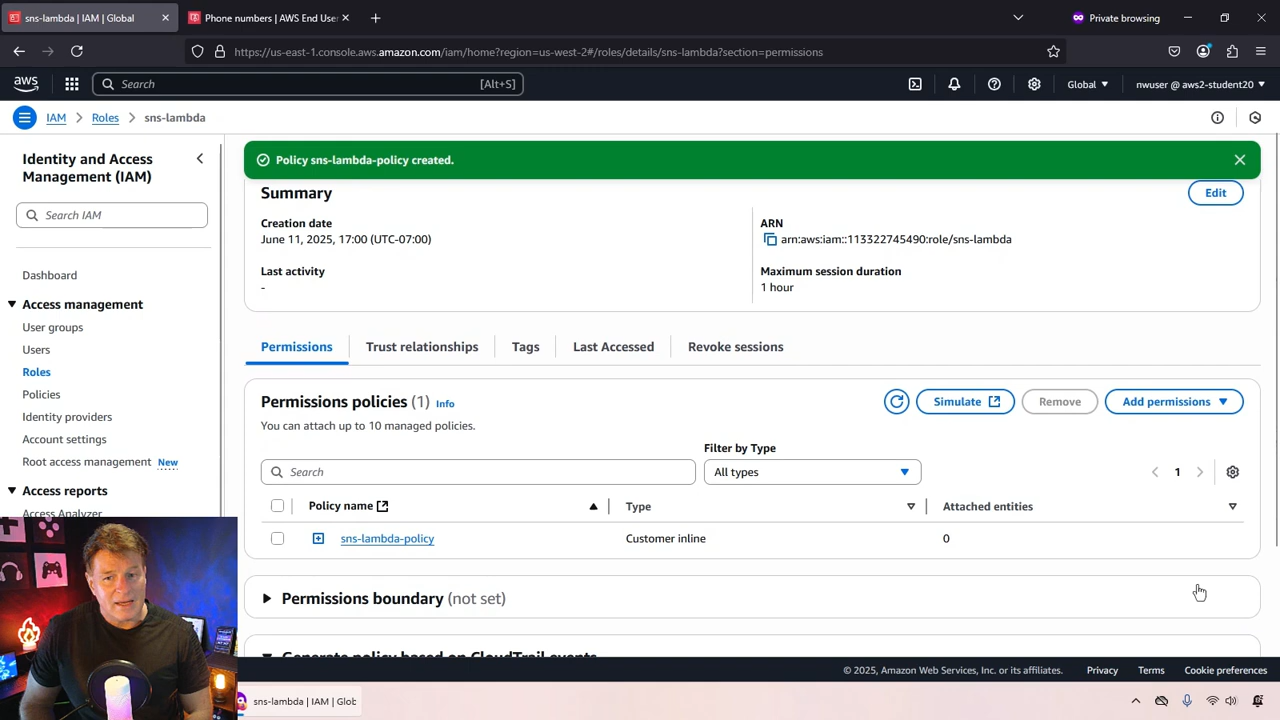 sns-lambda | IAM | Global
Phone numbers | AWS End User
Private browsing
https://us-east-1.console.aws.amazon.com/iam/home?region=us-west-2#/roles/details/sns-lambda?section=permissions
aws
Search
[Alt+S]
Global
nwuser @ aws2-student20
IAM
Roles
sns-lambda
Identity and Access
Management (IAM)
Search IAM
Dashboard
Access management
User groups
Users
Roles
Policies
Identity providers
Account settings
Root access management New
Access reports
Access Analyzer
Policy sns-lambda-policy created.
Summary
Edit
Creation date
June 11, 2025, 17:00 (UTC-07:00)
ARN
arn:aws:iam::113322745490:role/sns-lambda
Last activity
-
Maximum session duration
1 hour
Permissions
Trust relationships
Tags
Last Accessed
Revoke sessions
Permissions policies (1) Info
Simulate
Remove
Add permissions
You can attach up to 10 managed policies.
Filter by Type
Search
All types
1
Policy name
Type
Attached entities
sns-lambda-policy
Customer inline
0
Permissions boundary (not set)
Generate policy based on CloudTrail events
© 2025, Amazon Web Services, Inc. or its affiliates.
Privacy
Terms
Cookie preferences
sns-lambda | IAM | Glob